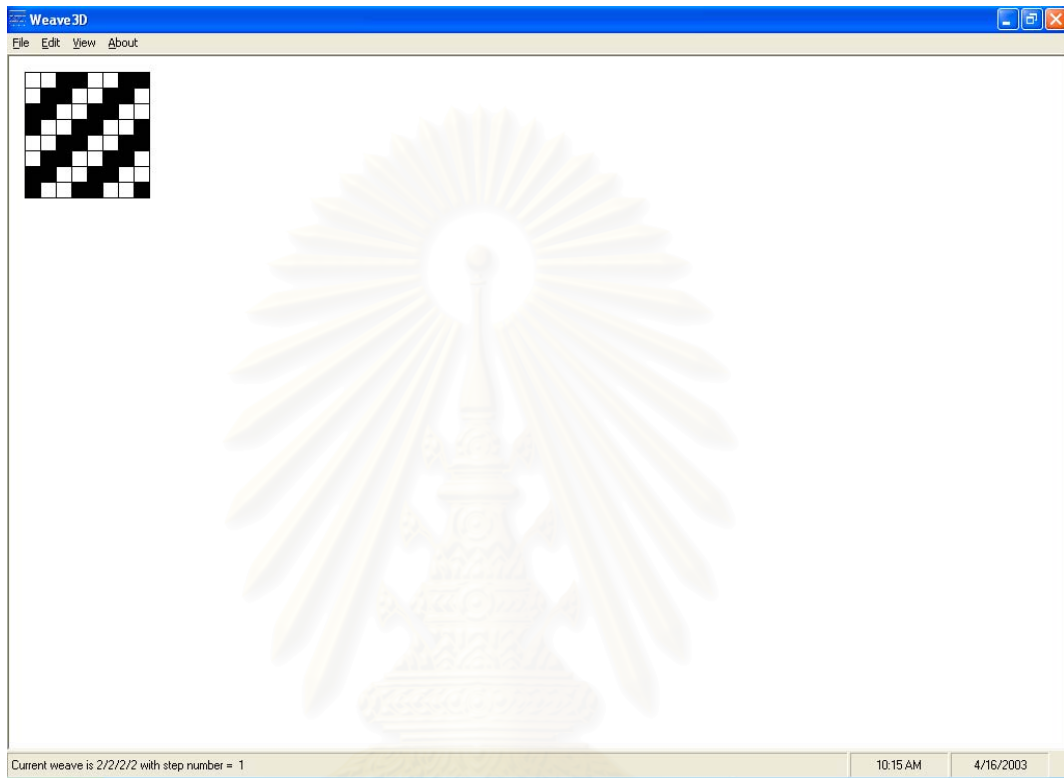 Weave3D
File Edit View About
Current weave is 2/2/2/2 with step number = 1 10:15 AM 4/16/2003